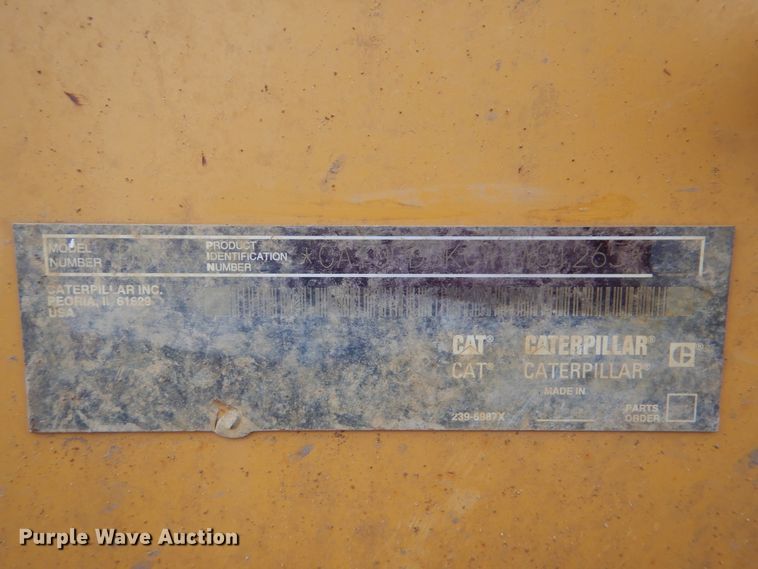 MODEL
NUMBER
PRODUCT
IDENTIFICATION
NUMBER
CATERPILLAR INC.
PEORIA, IL 61629
USA
CAT® CATERPILLAR® C®
CAT® CATERPILLAR®
MADE IN
239-5987X
PARTS
ORDER
Purple Wave Auction